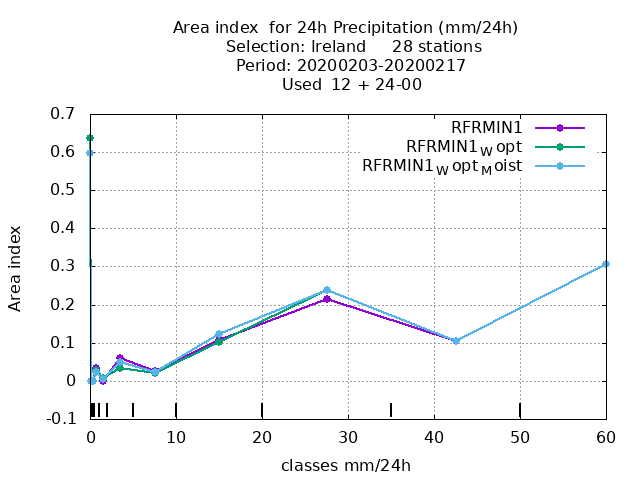 Area index  for 24h Precipitation (mm/24h)
Selection: Ireland     28 stations
Period: 20200203-20200217
Used  12 + 24-00
RFRMIN1
RFRMIN1Wopt
RFRMIN1WoptMoist
Area index
0.7
0.6
0.5
0.4
0.3
0.2
0.1
0
-0.1
0 10 20 30 40 50 60
classes mm/24h